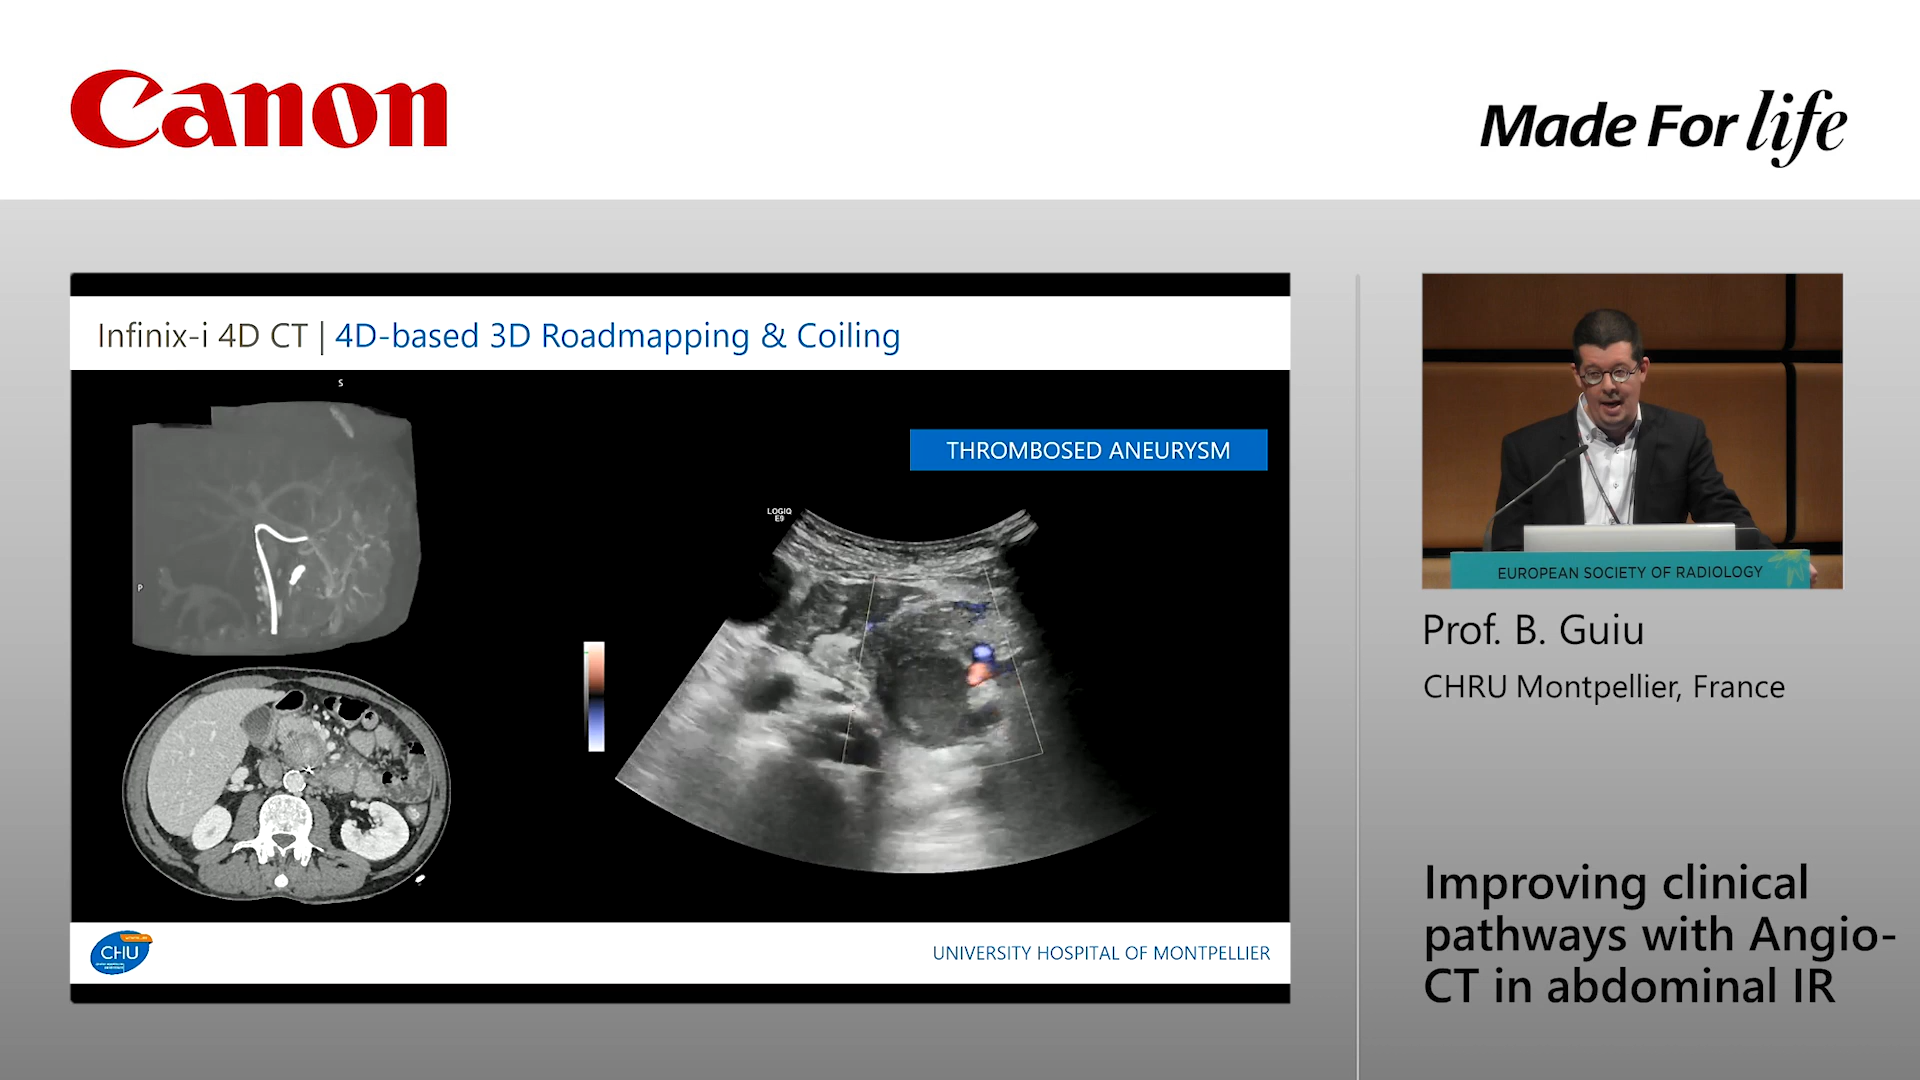 Canon
Made For life
Infinix-i 4D CT | 4D-based 3D Roadmapping & Coiling
S
THROMBOSED ANEURYSM
LOGIQ
E9
P
CHU
UNIVERSITY HOSPITAL OF MONTPELLIER
EUROPEAN SOCIETY OF RADIOLOGY
Prof. B. Guiu
CHRU Montpellier, France
Improving clinical
pathways with Angio-
CT in abdominal IR